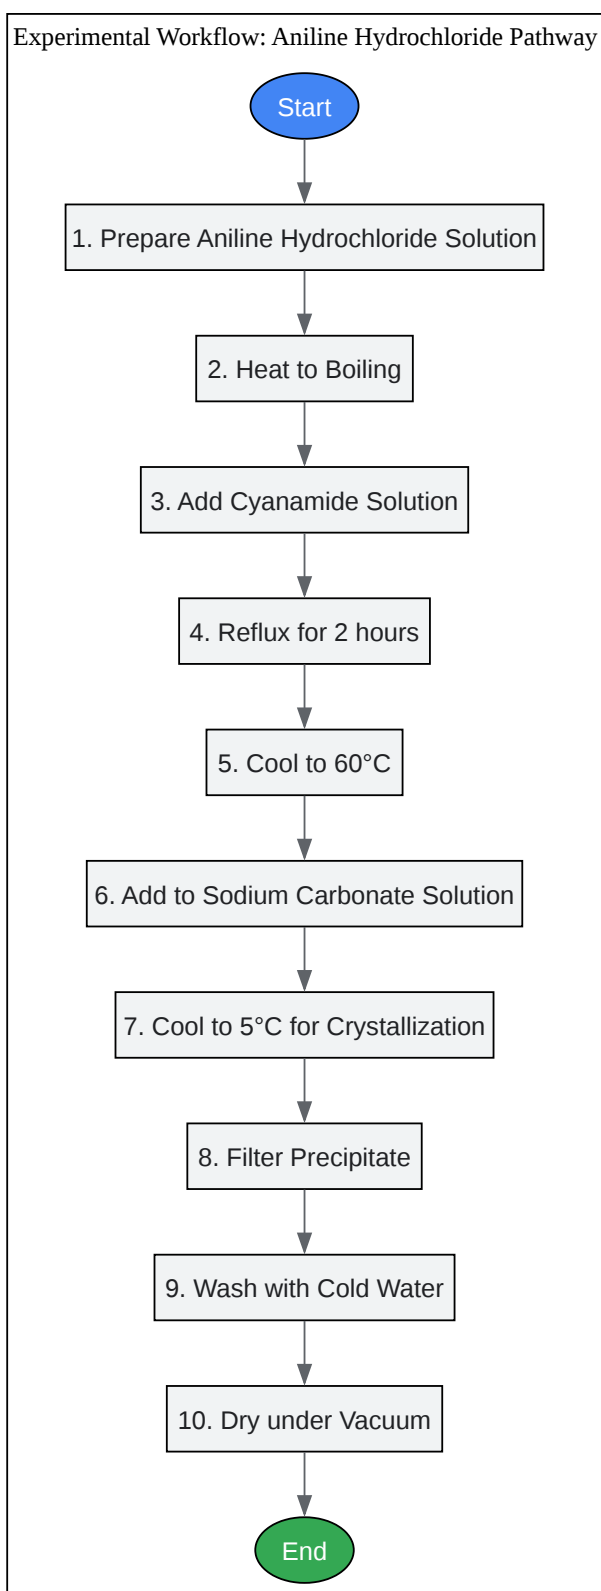 Experimental Workflow: Aniline Hydrochloride Pathway
Start
1. Prepare Aniline Hydrochloride Solution
2. Heat to Boiling
3. Add Cyanamide Solution
4. Reflux for 2 hours
5. Cool to 60°C
6. Add to Sodium Carbonate Solution
7. Cool to 5°C for Crystallization
8. Filter Precipitate
9. Wash with Cold Water
10. Dry under Vacuum
End